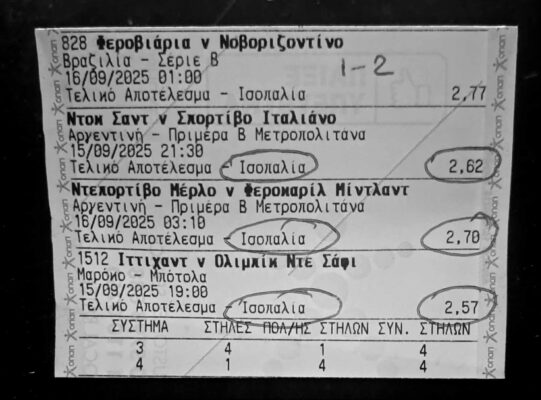 828 Φεροβιάρια v Νοβοριζοντίνο
Βραζιλία - Σέριε Β
16/09/2025 01:00
1-2
Τελικό Αποτέλεσμα - Ισοπαλία 2,77
Ντοκ Σαντ v Σπορτίβο Ιταλιάνο
Αργεντινή - Πριμέρα Β Μετροπολιτάνα
15/09/2025 21:30
Τελικό Αποτέλεσμα - Ισοπαλία 2,62
Ντεπορτίβο Μέρλο v Φεροκαρίλ Μίντλαντ
Αργεντινή - Πριμέρα Β Μετροπολιτάνα
16/09/2025 03:10
Τελικό Αποτέλεσμα - Ισοπαλία 2,70
1512 Ιττιχαντ v Ολιμπίκ Ντε Σάφι
Μαρόκο - Μπότολα
15/09/2025 19:00
Τελικό Αποτέλεσμα - Ισοπαλία 2,57
ΣΥΣΤΗΜΑ ΣΤΗΛΕΣ ΠΟΛ/ΗΣ ΣΤΗΛΩΝ ΣΥΝ. ΣΤΗΛΩΝ
3 4 1 4
4 1 4 4